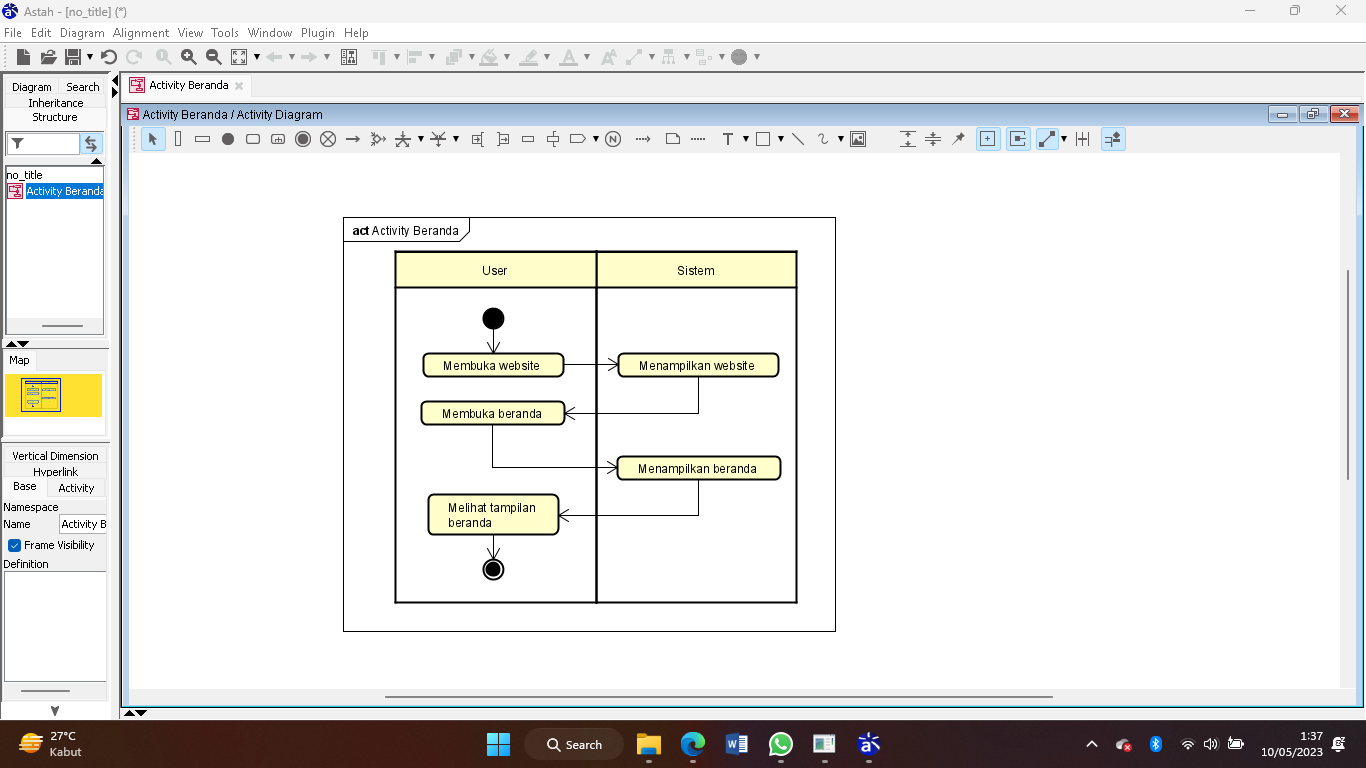 Astah - [no_title] (*)
File Edit Diagram Alignment View Tools Window Plugin Help
Diagram Search
Inheritance
Structure
no_title
Activity Beranda
Map
Vertical Dimension
Hyperlink
Base Activity
Namespace
Name Activity B
Frame Visibility
Definition
Activity Beranda
Activity Beranda / Activity Diagram
N T
act Activity Beranda
User Sistem
Membuka website Menampilkan website
Membuka beranda
Menampilkan beranda
Melihat tampilan
beranda
27°C
Kabut
Search
1:37
10/05/2023